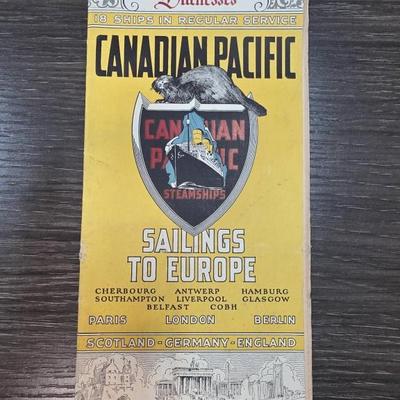 Duchesses
18 SHIPS IN REGULAR SERVICE
CANADIAN PACIFIC
CANADIAN
PACIFIC
STEAMSHIPS
SAILINGS
TO EUROPE
CHERBOURG ANTWERP HAMBURG
SOUTHAMPTON LIVERPOOL GLASGOW
BELFAST COBH
PARIS LONDON BERLIN
SCOTLAND - GERMANY - ENGLAND